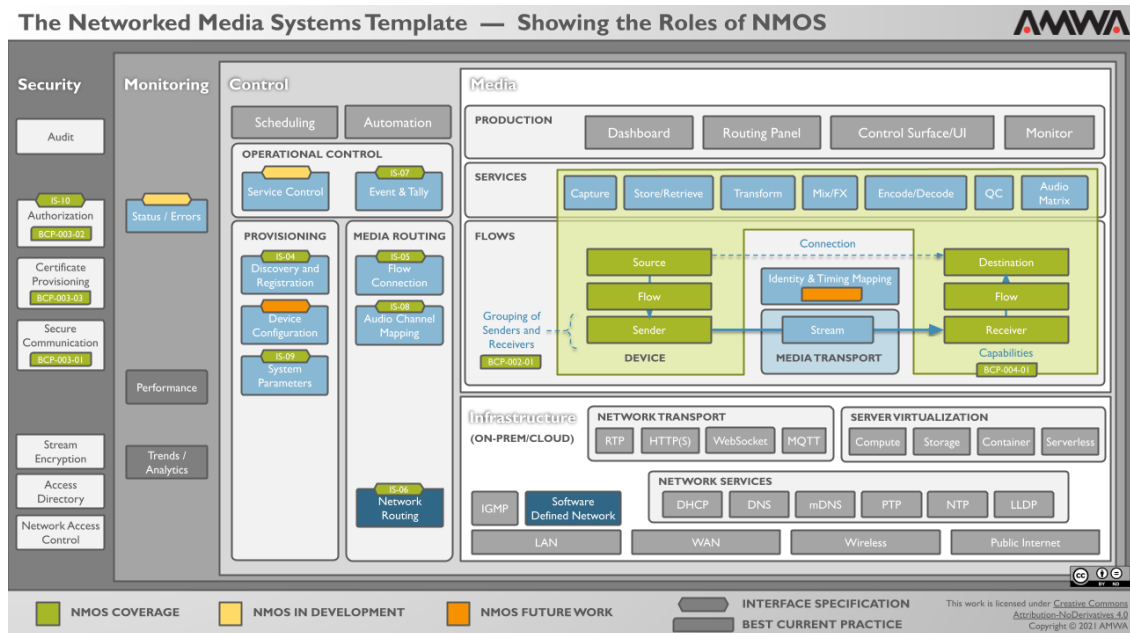 The Networked Media Systems Template — Showing the Roles of NMOS
AMWA
Security
Audit
IS-10
Authorization
BCP-003-02
Certificate
Provisioning
BCP-003-03
Secure
Communication
BCP-003-01
Stream
Encryption
Access
Directory
Network Access
Control
Monitoring
Status / Errors
Performance
Trends /
Analytics
Control
Scheduling
Automation
OPERATIONAL CONTROL
Service Control
IS-07
Event & Tally
PROVISIONING
IS-04
Discovery and
Registration
Device
Configuration
IS-09
System
Parameters
MEDIA ROUTING
IS-05
Flow
Connection
IS-08
Audio Channel
Mapping
IS-06
Network
Routing
Media
PRODUCTION
Dashboard
Routing Panel
Control Surface/UI
Monitor
SERVICES
Capture
Store/Retrieve
Transform
Mix/FX
Encode/Decode
QC
Audio
Matrix
FLOWS
Connection
Source
Flow
Sender
Grouping of
Senders and
Receivers
BCP-002-01
DEVICE
Identity & Timing Mapping
Stream
MEDIA TRANSPORT
Destination
Flow
Receiver
Capabilities
BCP-004-01
Infrastructure
(ON-PREM/CLOUD)
NETWORK TRANSPORT
RTP
HTTP(S)
WebSocket
MQTT
SERVER VIRTUALIZATION
Compute
Storage
Container
Serverless
IGMP
Software
Defined Network
NETWORK SERVICES
DHCP
DNS
mDNS
PTP
NTP
LLDP
LAN
WAN
Wireless
Public Internet
cc
BY ND
NMOS COVERAGE
NMOS IN DEVELOPMENT
NMOS FUTURE WORK
INTERFACE SPECIFICATION
BEST CURRENT PRACTICE
This work is licensed under Creative Commons
Attribution-NoDerivatives 4.0
Copyright © 2021 AMWA